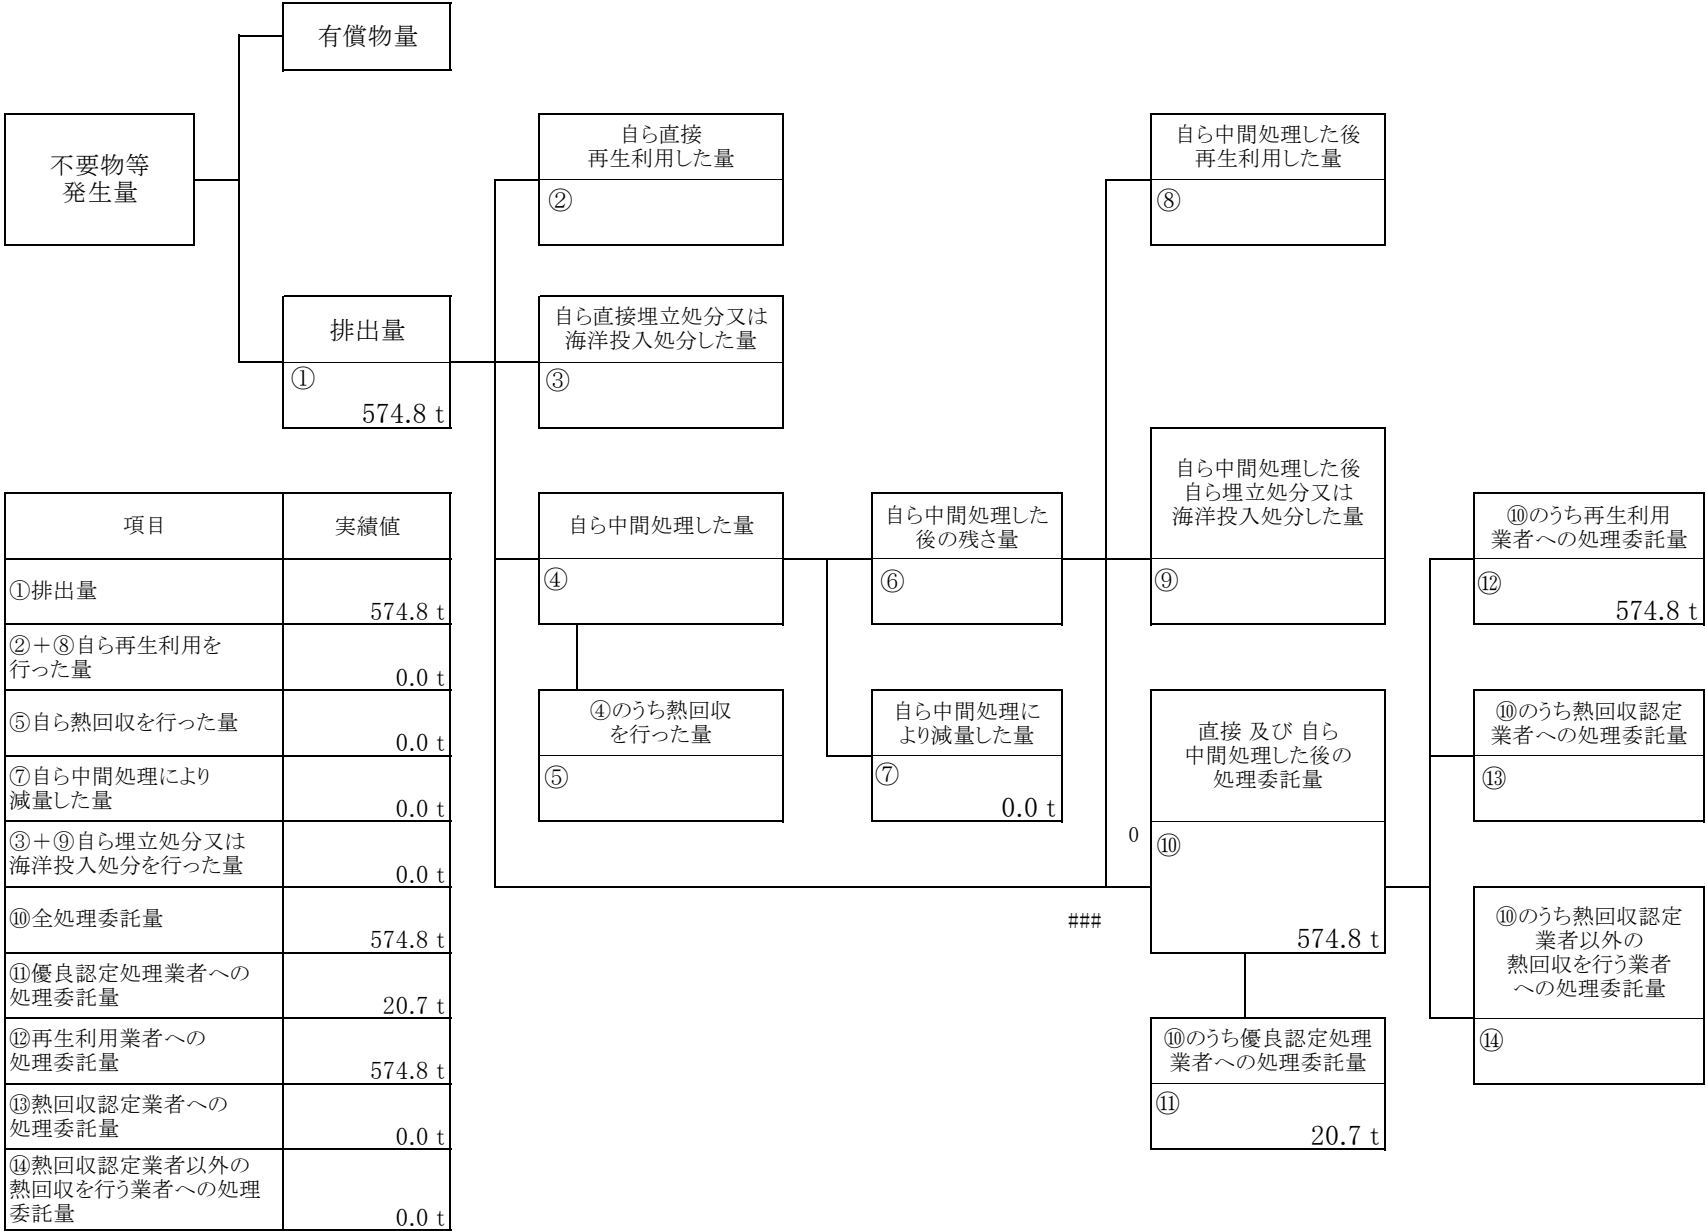 有償物量
不要物等
発生量
自ら直接
再生利用した量
②
自ら中間処理した後
再生利用した量
⑧
排出量
①
574.8 t
自ら直接埋立処分又は
海洋投入処分した量
③
自ら中間処理した量
④
自ら中間処理した
後の残さ量
⑥
自ら中間処理した後
自ら埋立処分又は
海洋投入処分した量
⑨
⑩のうち再生利用
業者への処理委託量
⑫
574.8 t
④のうち熱回収
を行った量
⑤
自ら中間処理に
より減量した量
⑦
0.0 t
直接 及び 自ら
中間処理した後の
処理委託量
0
⑩
574.8 t
###
⑩のうち熱回収認定
業者への処理委託量
⑬
⑩のうち熱回収認定
業者以外の
熱回収を行う業者
への処理委託量
⑭
⑩のうち優良認定処理
業者への処理委託量
⑪
20.7 t
項目 実績値
①排出量
574.8 t
②＋⑧自ら再生利用を
行った量
0.0 t
⑤自ら熱回収を行った量
0.0 t
⑦自ら中間処理により
減量した量
0.0 t
③＋⑨自ら埋立処分又は
海洋投入処分を行った量
0.0 t
⑩全処理委託量
574.8 t
⑪優良認定処理業者への
処理委託量
20.7 t
⑫再生利用業者への
処理委託量
574.8 t
⑬熱回収認定業者への
処理委託量
0.0 t
⑭熱回収認定業者以外の
熱回収を行う業者への処理
委託量
0.0 t